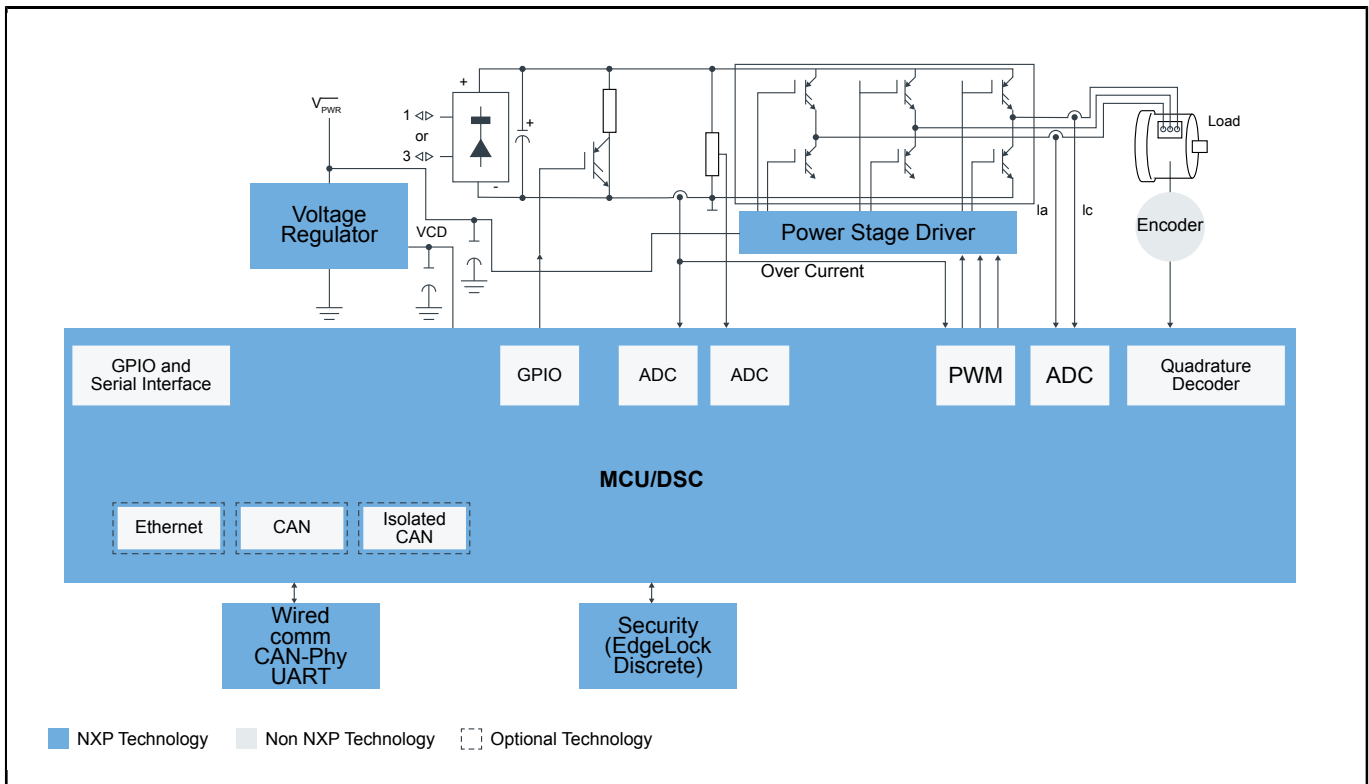 +
V̅PWR
1
or
3
+
-
Load
Voltage
Regulator
VCD
Ia
Ic
Power Stage Driver
Encoder
Over Current
GPIO and
Serial Interface
GPIO
ADC
ADC
PWM
ADC
Quadrature
Decoder
MCU/DSC
Ethernet
CAN
Isolated
CAN
Wired
comm
CAN-Phy
UART
Security
(EdgeLock
Discrete)
NXP Technology
Non NXP Technology
Optional Technology